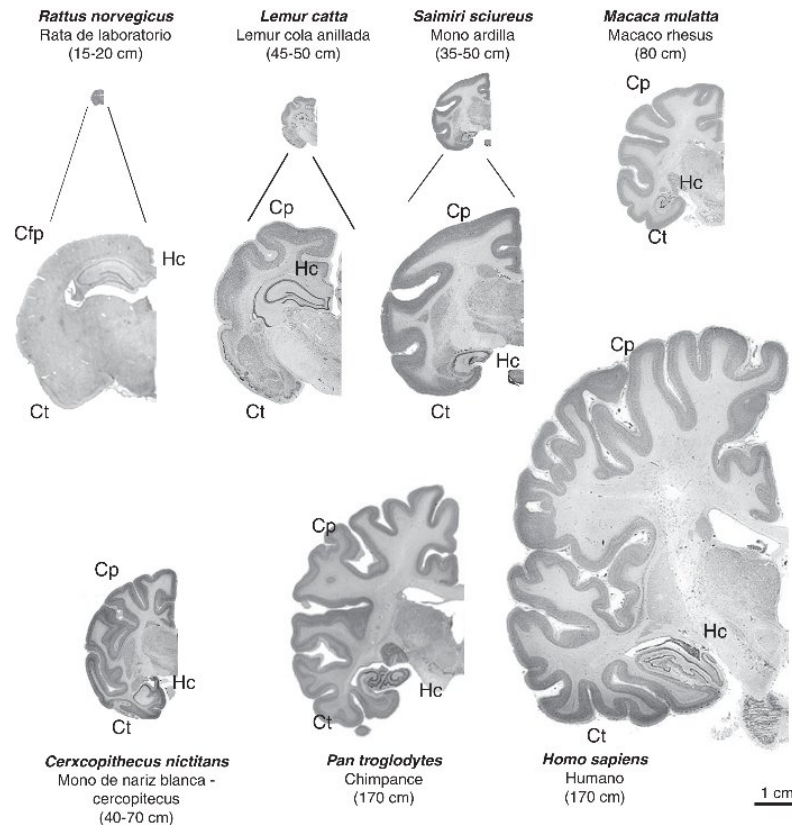 Rattus norvegicus
Rata de laboratorio
(15-20 cm)
Lemur catta
Lemur cola anillada
(45-50 cm)
Saimiri sciureus
Mono ardilla
(35-50 cm)
Macaca mulatta
Macaco rhesus
(80 cm)
Cfp
Hc
Ct
Cp
Hc
Ct
Cp
Hc
Ct
Cp
Hc
Ct
Cp
Hc
Ct
Cp
Hc
Ct
Cp
Hc
Ct
Cerxcopithecus nictitans
Mono de nariz blanca -
cercopitecus
(40-70 cm)
Pan troglodytes
Chimpance
(170 cm)
Homo sapiens
Humano
(170 cm)
1 cm